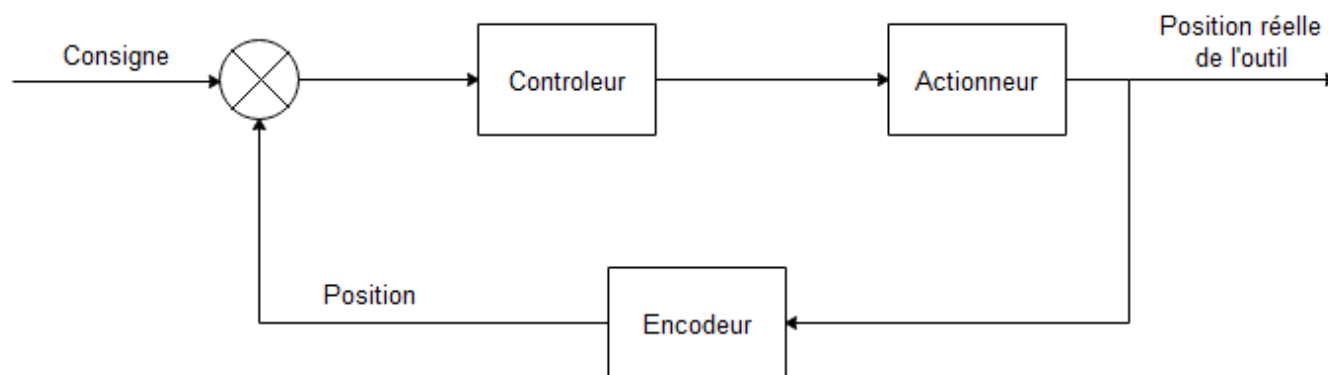 Consigne
Controleur
Actionneur
Position réelle
de l'outil
Position
Encodeur